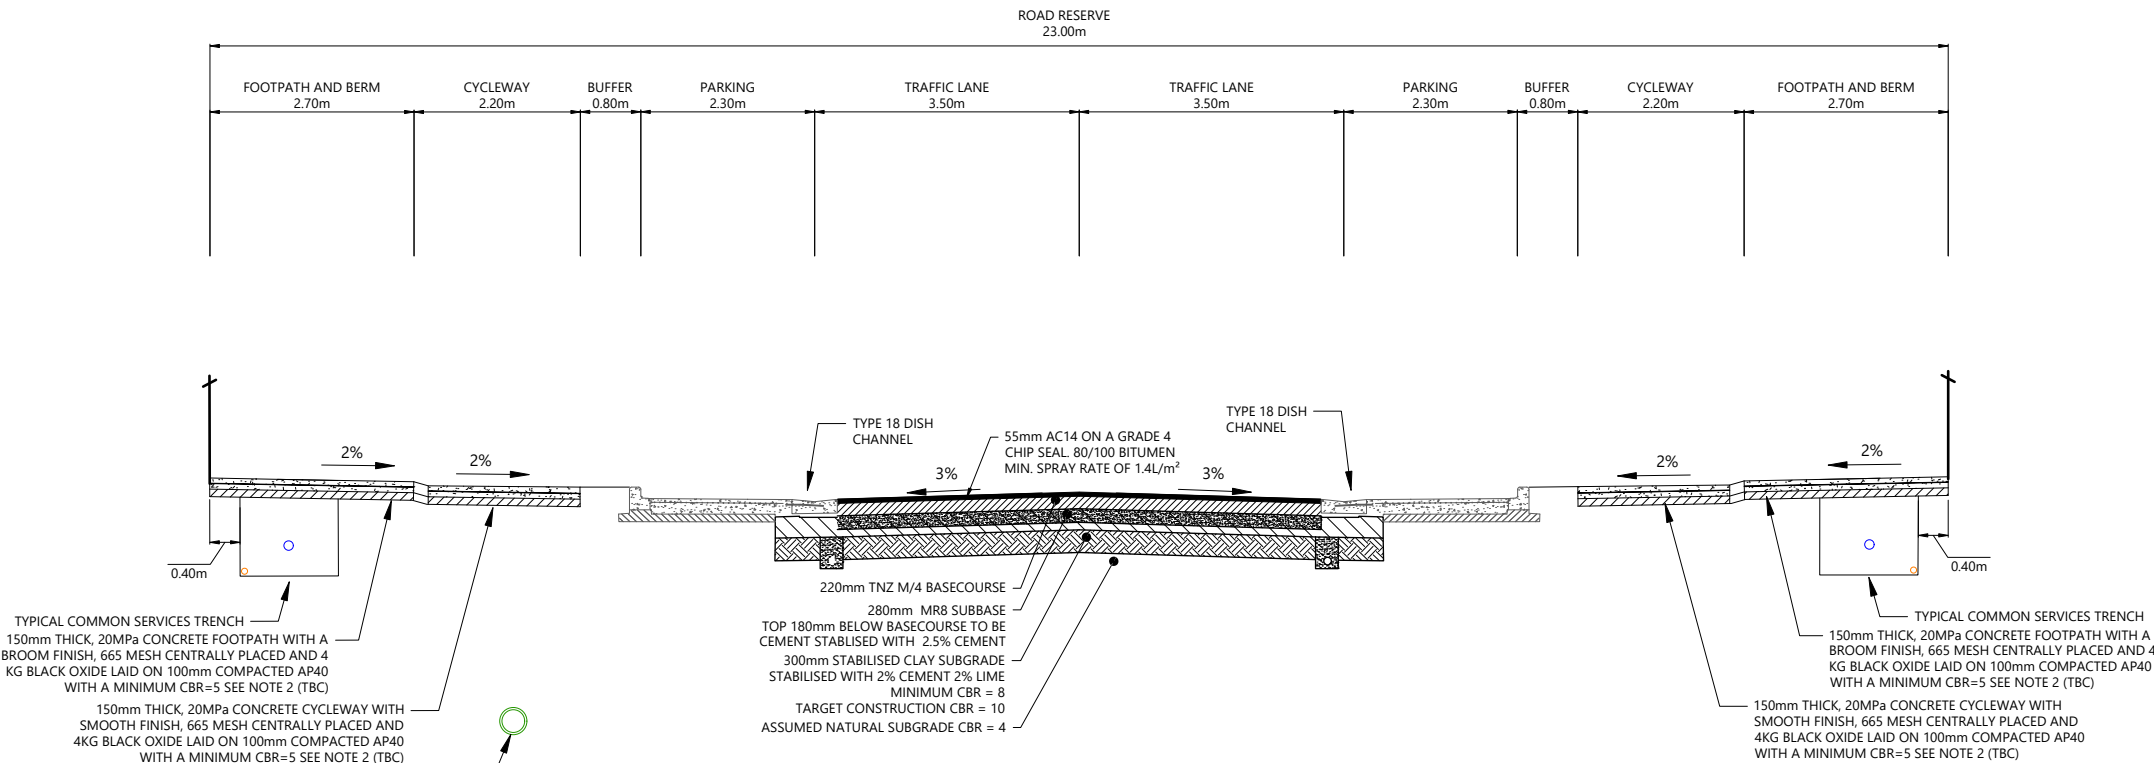 ROAD RESERVE
23.00m
FOOTPATH AND BERM
2.70m
CYCLEWAY
2.20m
BUFFER
0.80m
PARKING
2.30m
TRAFFIC LANE
3.50m
TRAFFIC LANE
3.50m
PARKING
2.30m
BUFFER
0.80m
CYCLEWAY
2.20m
FOOTPATH AND BERM
2.70m
2%
2%
TYPE 18 DISH
CHANNEL
3%
55mm AC14 ON A GRADE 4
CHIP SEAL. 80/100 BITUMEN
MIN. SPRAY RATE OF 1.4L/m²
3%
TYPE 18 DISH
CHANNEL
2%
2%
0.40m
0.40m
TYPICAL COMMON SERVICES TRENCH
150mm THICK, 20MPa CONCRETE FOOTPATH WITH A
BROOM FINISH, 665 MESH CENTRALLY PLACED AND 4
KG BLACK OXIDE LAID ON 100mm COMPACTED AP40
WITH A MINIMUM CBR=5 SEE NOTE 2 (TBC)
150mm THICK, 20MPa CONCRETE CYCLEWAY WITH
SMOOTH FINISH, 665 MESH CENTRALLY PLACED AND
4KG BLACK OXIDE LAID ON 100mm COMPACTED AP40
WITH A MINIMUM CBR=5 SEE NOTE 2 (TBC)
220mm TNZ M/4 BASECOURSE
280mm MR8 SUBBASE
TOP 180mm BELOW BASECOURSE TO BE
CEMENT STABLISED WITH 2.5% CEMENT
300mm STABILISED CLAY SUBGRADE
STABILISED WITH 2% CEMENT 2% LIME
MINIMUM CBR = 8
TARGET CONSTRUCTION CBR = 10
ASSUMED NATURAL SUBGRADE CBR = 4
TYPICAL COMMON SERVICES TRENCH
150mm THICK, 20MPa CONCRETE FOOTPATH WITH A
BROOM FINISH, 665 MESH CENTRALLY PLACED AND 4
KG BLACK OXIDE LAID ON 100mm COMPACTED AP40
WITH A MINIMUM CBR=5 SEE NOTE 2 (TBC)
150mm THICK, 20MPa CONCRETE CYCLEWAY WITH
SMOOTH FINISH, 665 MESH CENTRALLY PLACED AND
4KG BLACK OXIDE LAID ON 100mm COMPACTED AP40
WITH A MINIMUM CBR=5 SEE NOTE 2 (TBC)